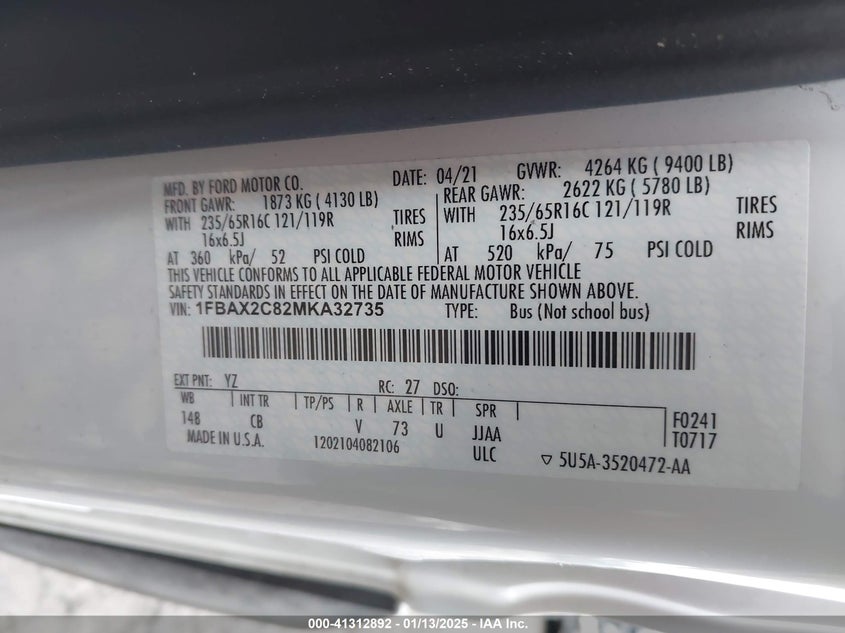 MFD. BY FORD MOTOR CO. DATE: 04/21 GVWR: 4264 KG ( 9400 LB)
FRONT GAWR: 1873 KG ( 4130 LB) REAR GAWR: 2622 KG ( 5780 LB)
WITH 235/65R16C 121/119R TIRES WITH 235/65R16C 121/119R TIRES
16x6.5J RIMS 16x6.5J RIMS
AT 360 kPa/ 52 PSI COLD AT 520 kPa/ 75 PSI COLD
THIS VEHICLE CONFORMS TO ALL APPLICABLE FEDERAL MOTOR VEHICLE
SAFETY STANDARDS IN EFFECT ON THE DATE OF MANUFACTURE SHOWN ABOVE.
VIN: 1FBAX2C82MKA32735 TYPE: Bus (Not school bus)
EXT PNT: YZ RC: 27 DSO:
WB INT TR TP/PS R AXLE TR SPR
148 CB V 73 U JJAA F0241
MADE IN U.S.A. 1202104082106 ULC T0717
▽ 5U5A-3520472-AA
000-41312892 - 01/13/2025 - IAA Inc.